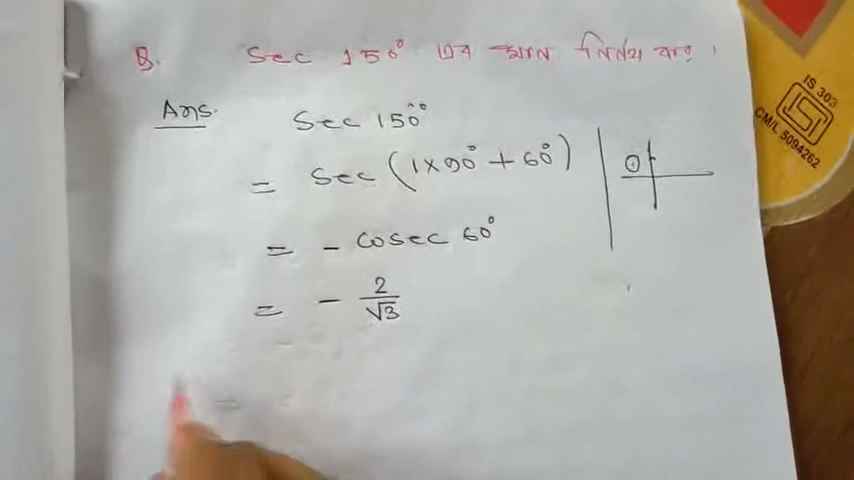 Q. Sec 150° এর মান নির্ণয় কর।
Ans. Sec 150°
= Sec (1×90° + 60°)
= - cosec 60°
= - 2/√3
IS 303
CM/L 5094262